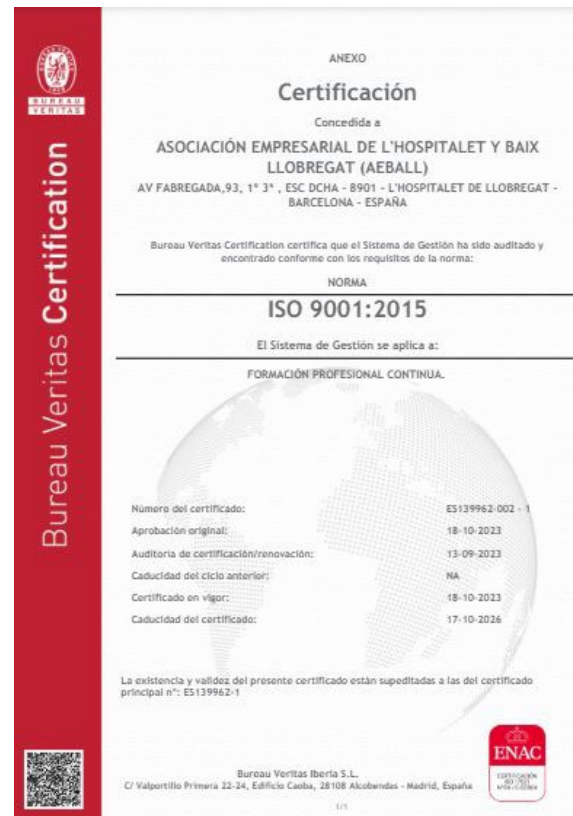 BUREAU
VERITAS
Bureau Veritas Certification
ANEXO
Certificación
Concedida a
ASOCIACIÓN EMPRESARIAL DE L'HOSPITALET Y BAIX
LLOBREGAT (AEBALL)
AV FABREGADA,93, 1º 3ª , ESC DCHA - 8901 - L'HOSPITALET DE LLOBREGAT -
BARCELONA - ESPAÑA
Bureau Veritas Certification certifica que el Sistema de Gestión ha sido auditado y
encontrado conforme con los requisitos de la norma:
NORMA
ISO 9001:2015
El Sistema de Gestión se aplica a:
FORMACIÓN PROFESIONAL CONTINUA.
Número del certificado: ES139962-002 - 1
Aprobación original: 18-10-2023
Auditoría de certificación/renovación: 13-09-2023
Caducidad del ciclo anterior: NA
Certificado en vigor: 18-10-2023
Caducidad del certificado: 17-10-2026
La existencia y validez del presente certificado están supeditadas a las del certificado
principal nº: ES139962-1
ENAC
CERTIFICACIÓN
Bureau Veritas Iberia S.L.
C/ Valportillo Primera 22-24, Edificio Caoba, 28108 Alcobendas - Madrid, España
1/1